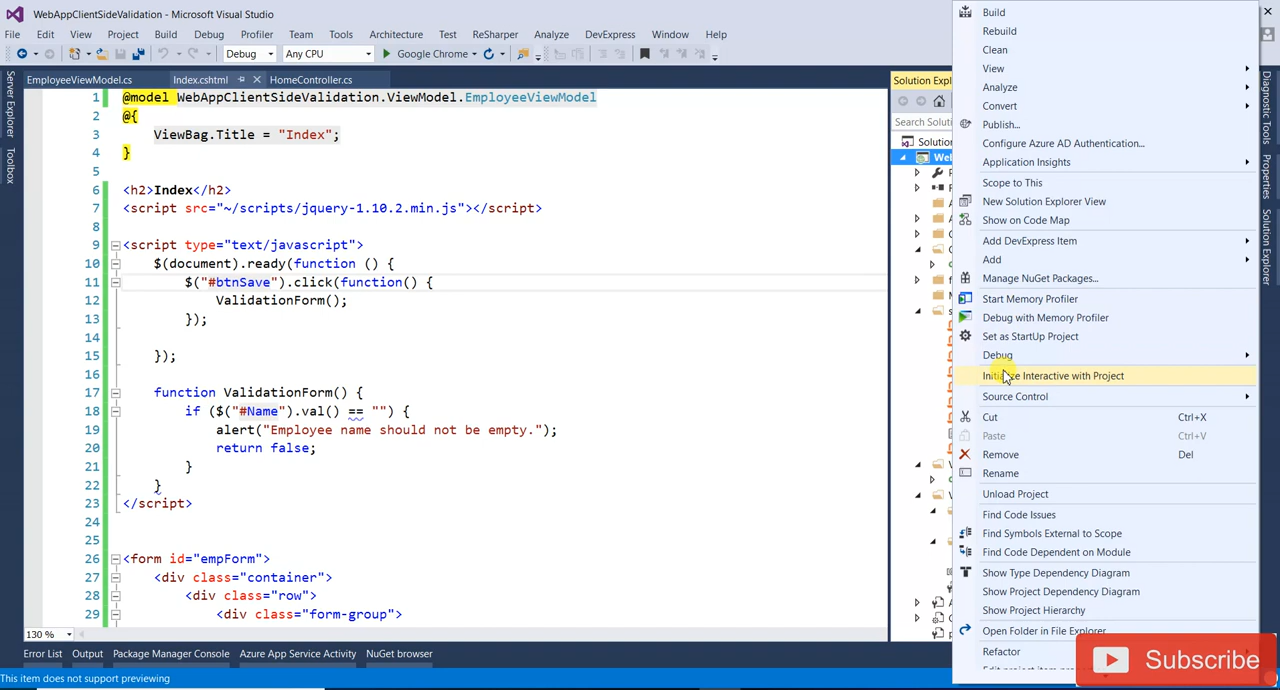 WebAppClientSideValidation - Microsoft Visual Studio
File Edit View Project Build Debug Profiler Team Tools Architecture Test ReSharper Analyze DevExpress Window Help
Debug Any CPU Google Chrome
Server Explorer
Toolbox
EmployeeViewModel.cs Index.cshtml HomeController.cs
1 @model WebAppClientSideValidation.ViewModel.EmployeeViewModel
2 @{
3 ViewBag.Title = "Index";
4 }
5
6 <h2>Index</h2>
7 <script src="~/scripts/jquery-1.10.2.min.js"></script>
8
9 <script type="text/javascript">
10 $(document).ready(function () {
11 $("#btnSave").click(function() {
12 ValidationForm();
13 });
14
15 });
16
17 function ValidationForm() {
18 if ($("#Name").val() == "") {
19 alert("Employee name should not be empty.");
20 return false;
21 }
22 }
23 </script>
24
25
26 <form id="empForm">
27 <div class="container">
28 <div class="row">
29 <div class="form-group">
130 %
Error List Output Package Manager Console Azure App Service Activity NuGet browser
This item does not support previewing
Solution Expl
Search Soluti
Solutio
Wel
Build
Rebuild
Clean
View
Analyze
Convert
Publish...
Configure Azure AD Authentication...
Application Insights
Scope to This
New Solution Explorer View
Show on Code Map
Add DevExpress Item
Add
Manage NuGet Packages...
Start Memory Profiler
Debug with Memory Profiler
Set as StartUp Project
Debug
Initialize Interactive with Project
Source Control
Cut Ctrl+X
Paste Ctrl+V
Remove Del
Rename
Unload Project
Find Code Issues
Find Symbols External to Scope
Find Code Dependent on Module
Show Type Dependency Diagram
Show Project Dependency Diagram
Show Project Hierarchy
Open Folder in File Explorer
Refactor
Diagnostic Tools
Properties
Solution Explorer
Subscribe